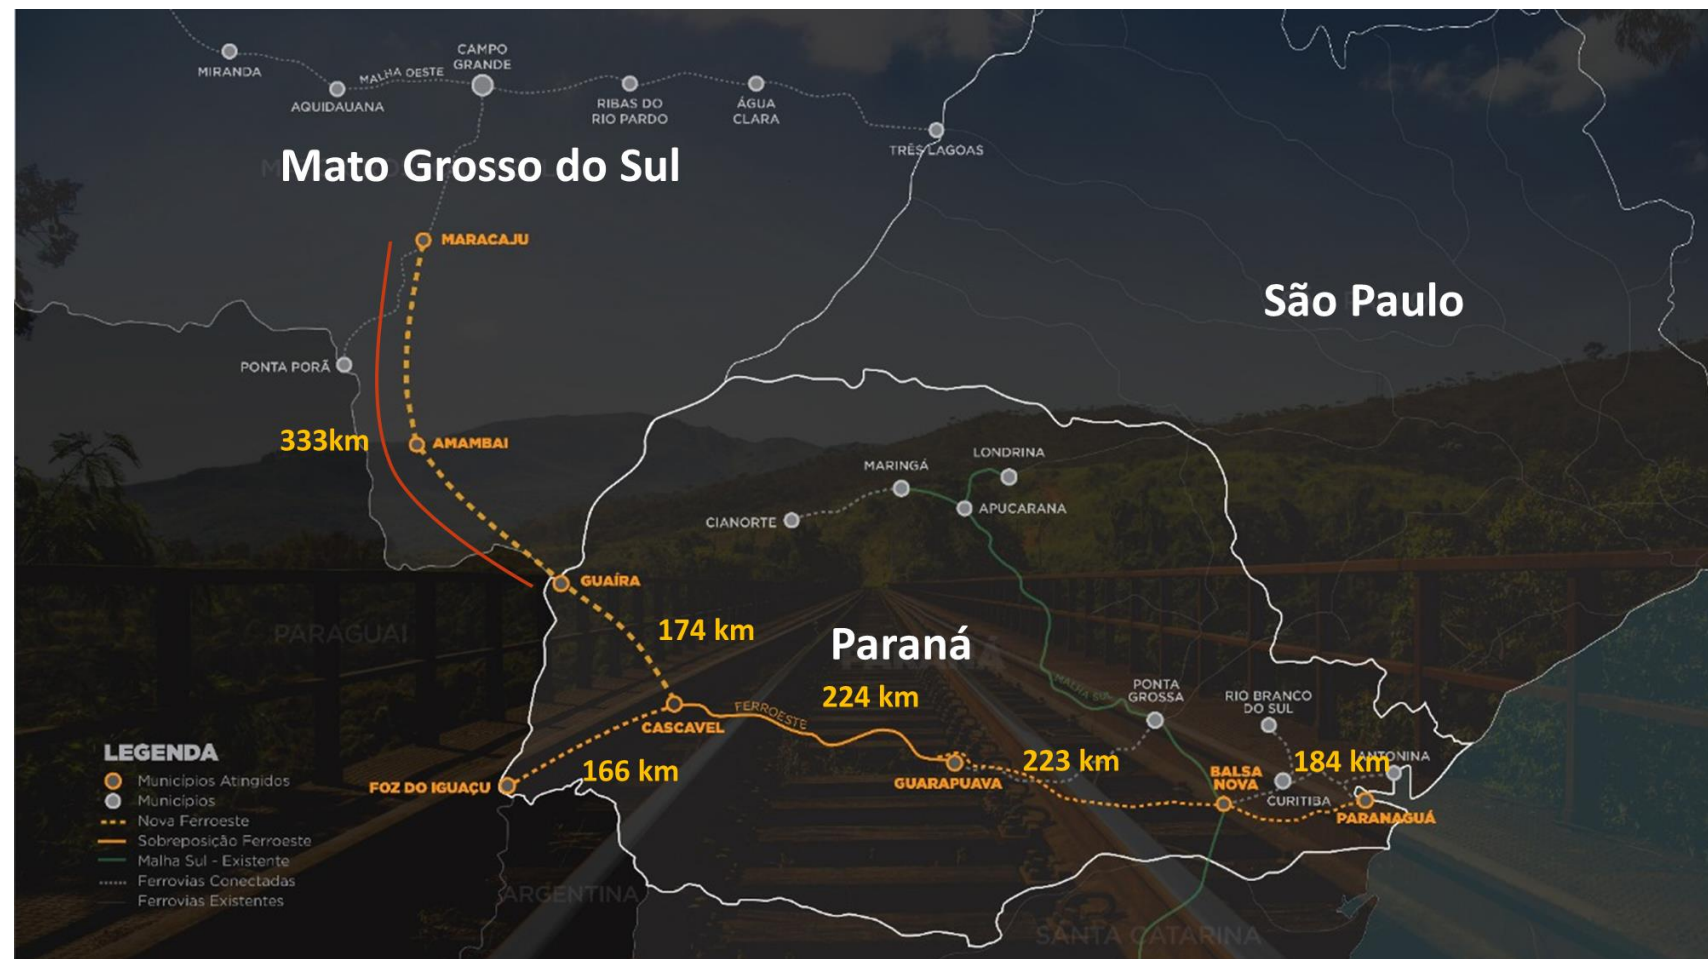 MIRANDA
AQUIDAUANA
MALHA OESTE
CAMPO
GRANDE
RIBAS DO
RIO PARDO
ÁGUA
CLARA
TRÊS LAGOAS
Mato Grosso do Sul
MARACAJU
São Paulo
PONTA PORÃ
333km
AMAMBAI
MARINGÁ
LONDRINA
CIANORTE
APUCARANA
GUAÍRA
PARAGUAI
174 km
Paraná
224 km
MALHA SUL
PONTA
GROSSA
RIO BRANCO
DO SUL
CASCAVEL
FERROESTE
166 km
FOZ DO IGUAÇU
GUARAPUAVA
223 km
BALSA
NOVA
184 km
ANTONINA
CURITIBA
PARANAGUÁ
LEGENDA
Municípios Atingidos
Municípios
Nova Ferroeste
Sobreposição Ferroeste
Malha Sul - Existente
Ferrovias Conectadas
Ferrovias Existentes
ARGENTINA
SANTA CATARINA